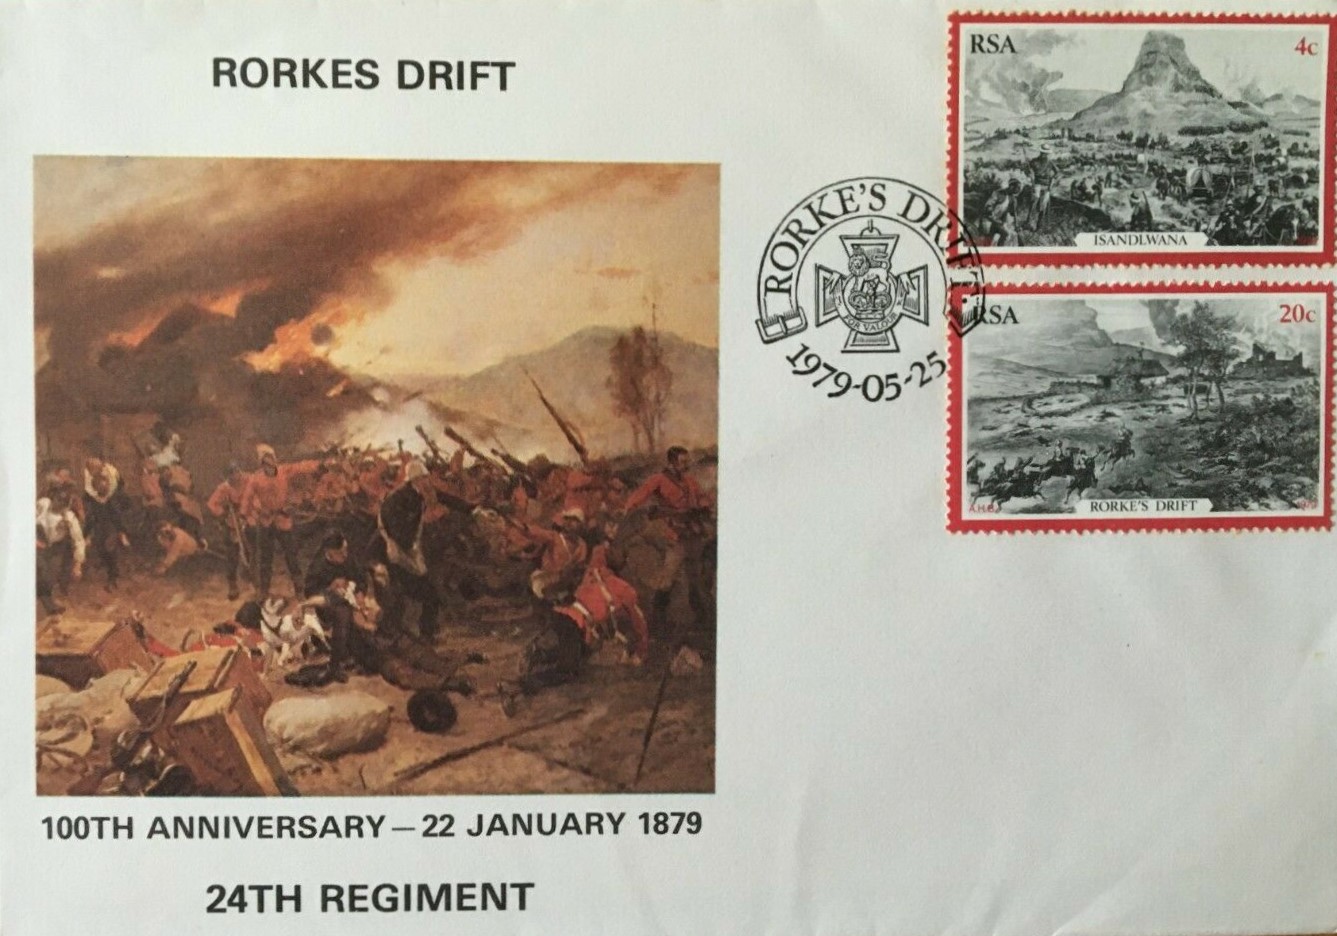 RORKES DRIFT
RSA 4c
ISANDLWANA
RORKE'S DRIFT
FOR VALOUR
1979-05-25
RSA 20c
A.H.B.
RORKE'S DRIFT
100TH ANNIVERSARY — 22 JANUARY 1879
24TH REGIMENT